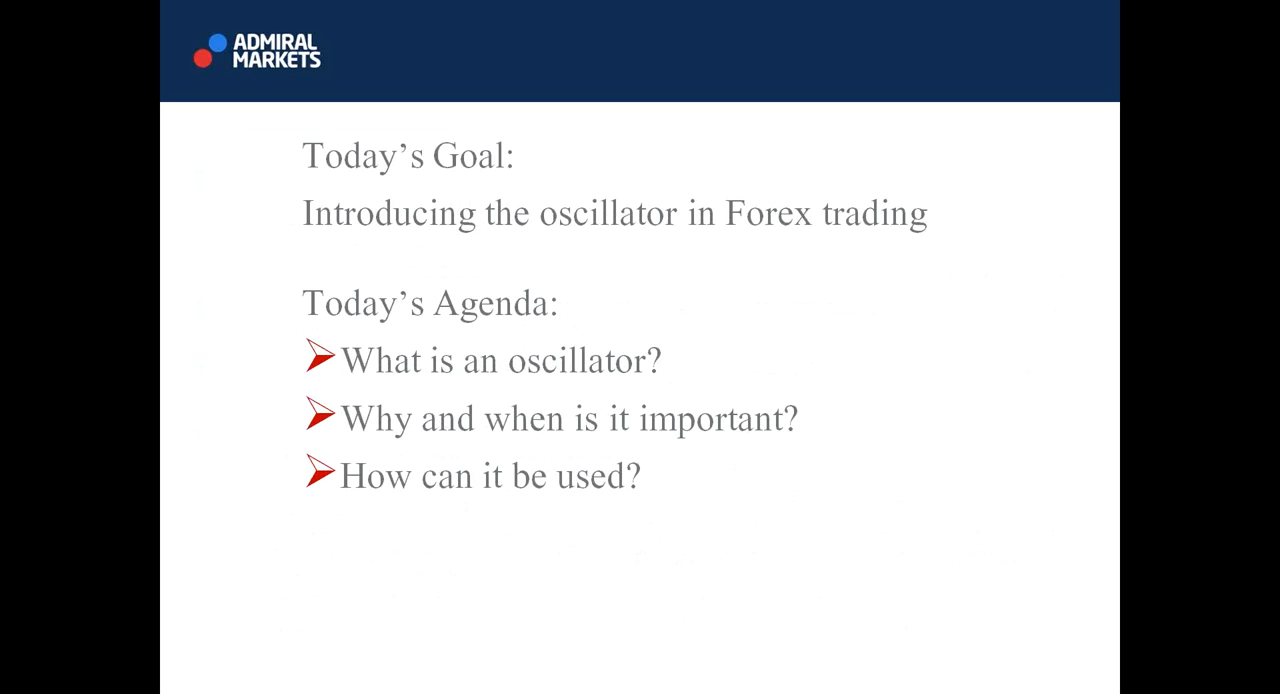 ADMIRAL
MARKETS
Today’s Goal:
Introducing the oscillator in Forex trading
Today’s Agenda:
What is an oscillator?
Why and when is it important?
How can it be used?